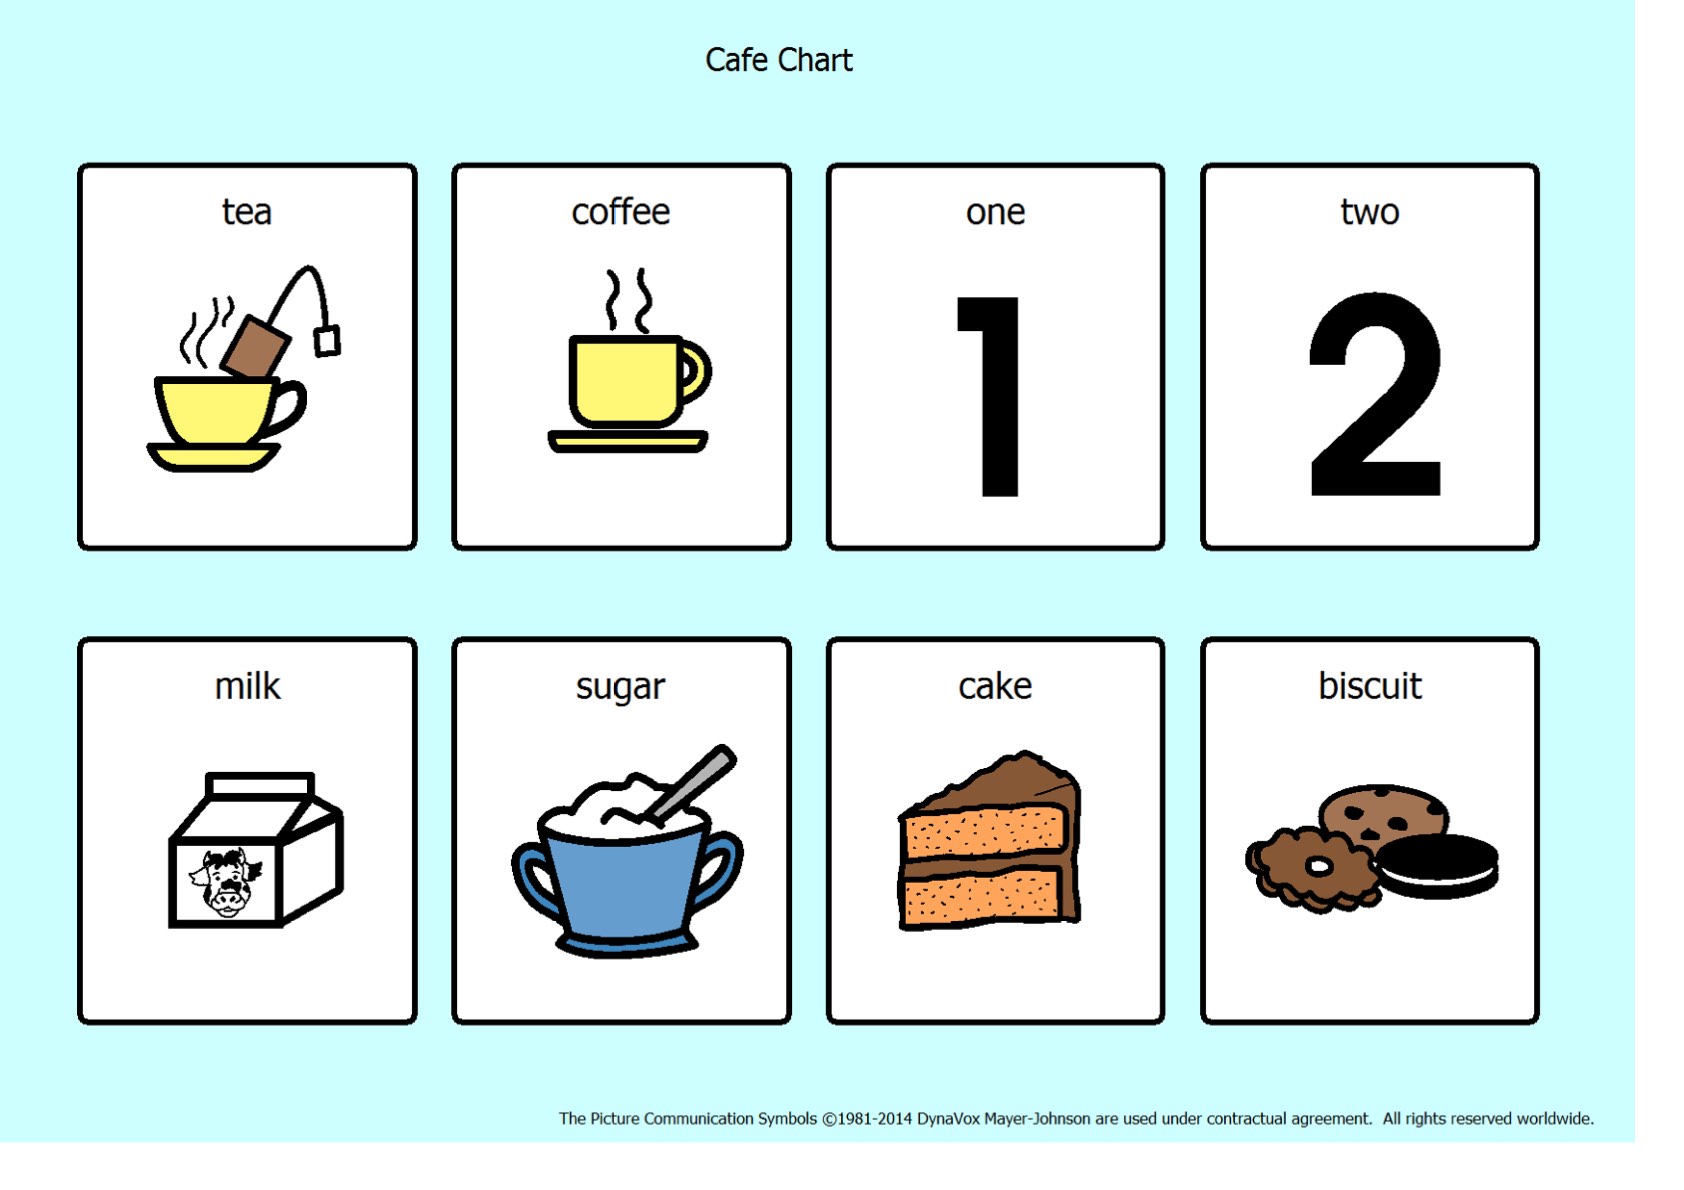 Cafe Chart
tea
coffee
one
two
1
2
milk
sugar
cake
biscuit
The Picture Communication Symbols ©1981-2014 DynaVox Mayer-Johnson are used under contractual agreement.  All rights reserved worldwide.